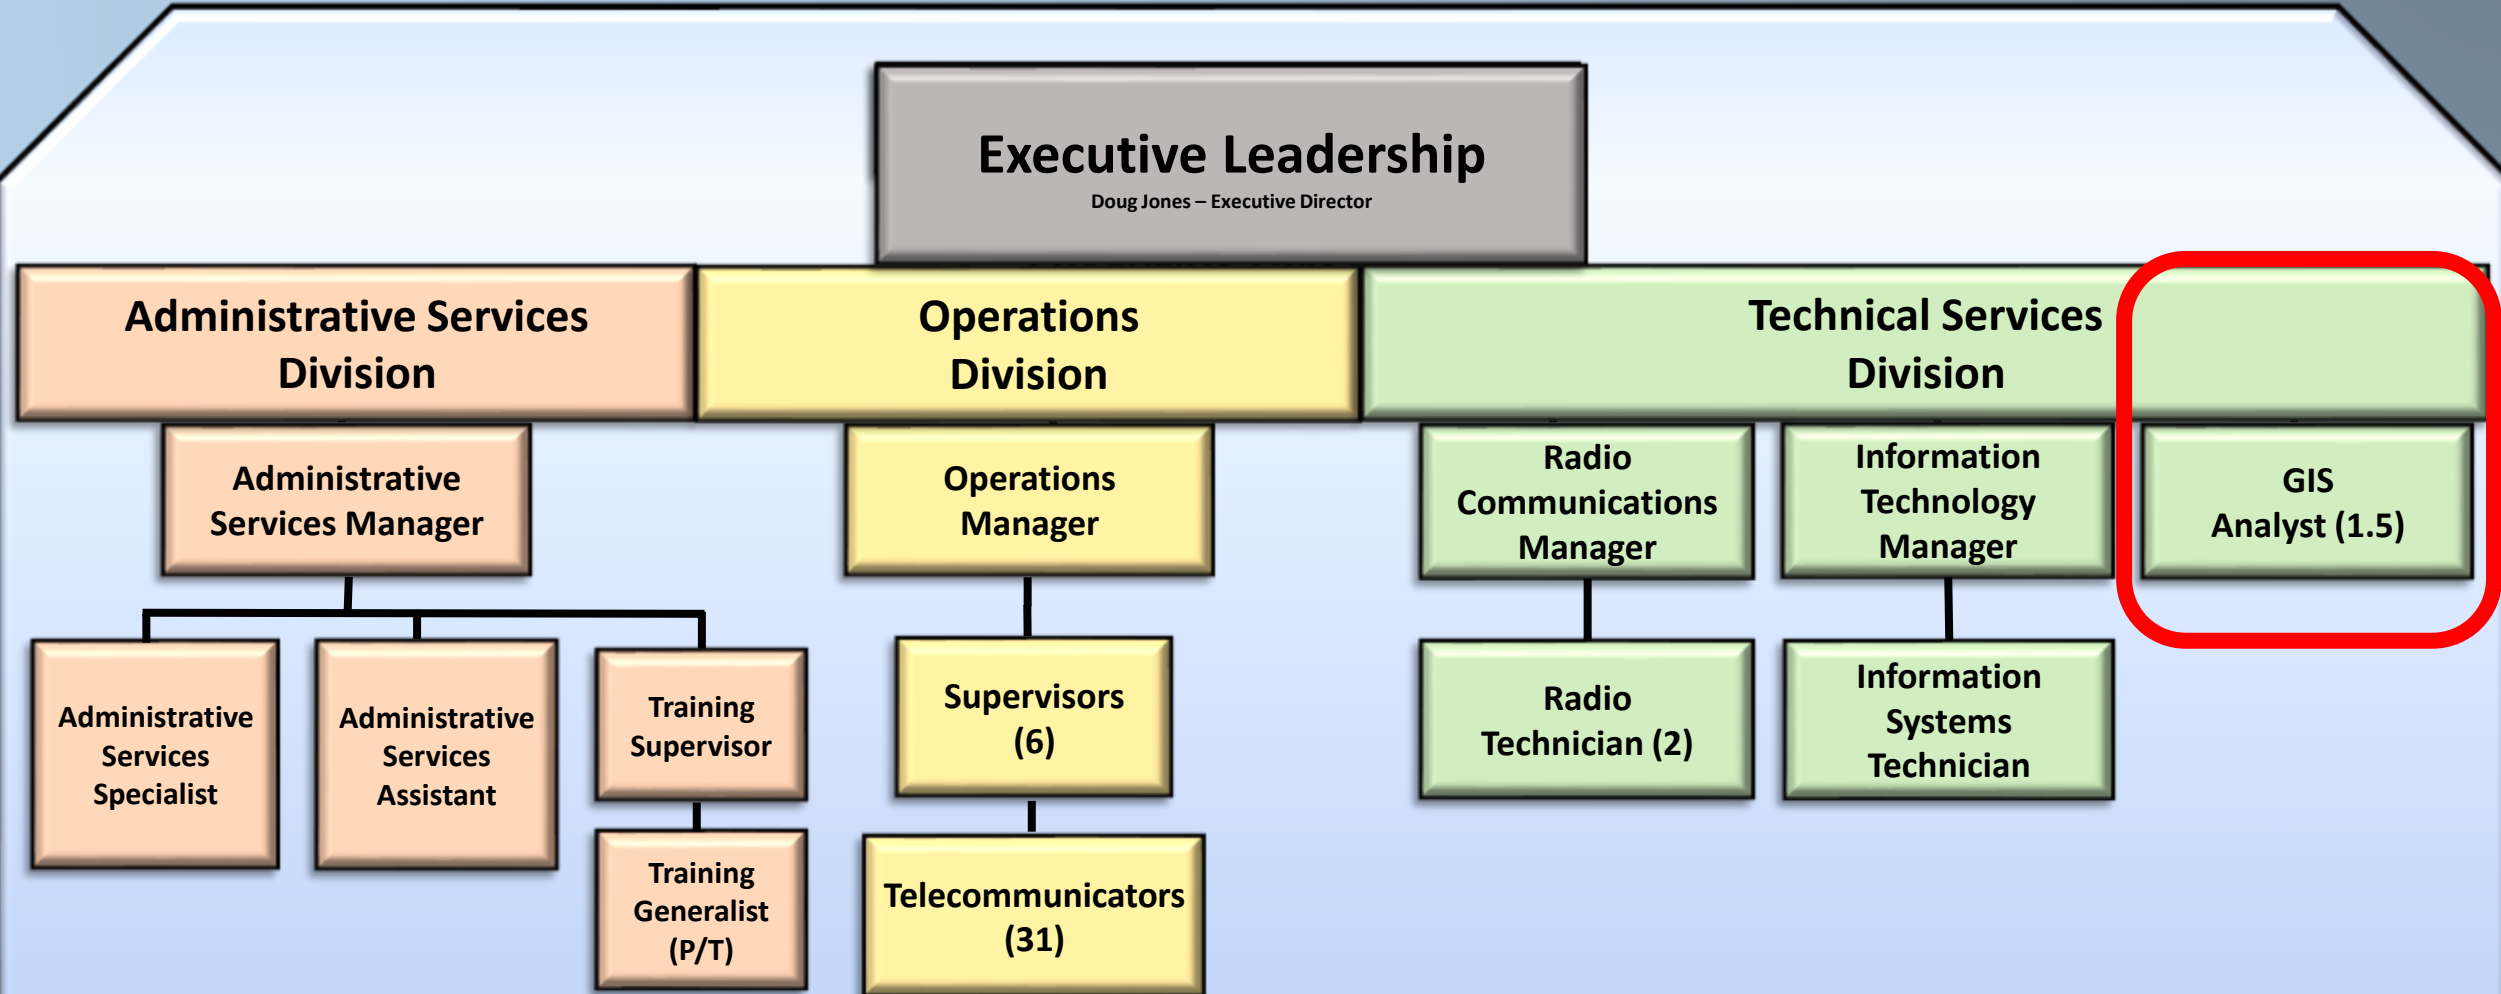 Executive Leadership
Doug Jones – Executive Director
Administrative Services
Division
Operations
Division
Technical Services
Division
Administrative
Services Manager
Operations
Manager
Radio
Communications
Manager
Information
Technology
Manager
GIS
Analyst (1.5)
Administrative
Services
Specialist
Administrative
Services
Assistant
Training
Supervisor
Supervisors
(6)
Radio
Technician (2)
Information
Systems
Technician
Training
Generalist
(P/T)
Telecommunicators
(31)